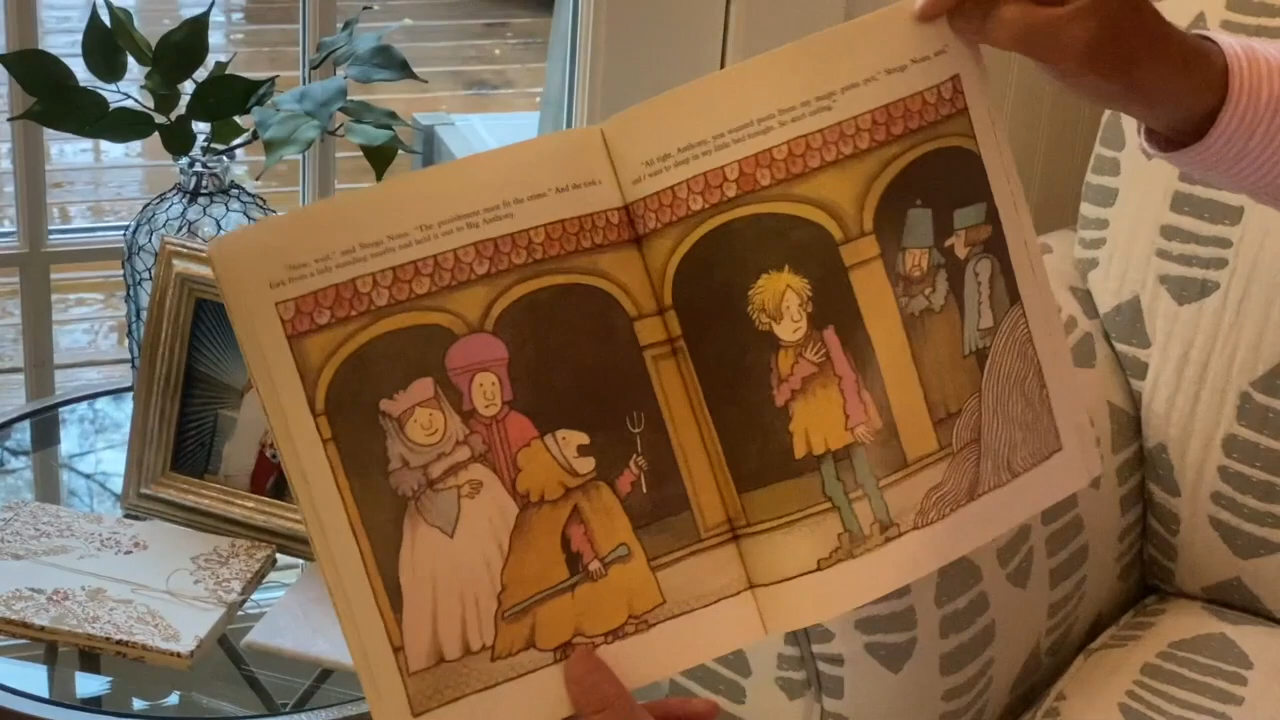 "Now, wait," said Strega Nona. "The punishment must fit the crime." And she took a
fork from a lady standing nearby and held it out to Big Anthony.
"All right, Anthony, you wanted pasta from my magic pasta pot," Strega Nona said,
and I want to sleep in my little bed tonight. So start eating."